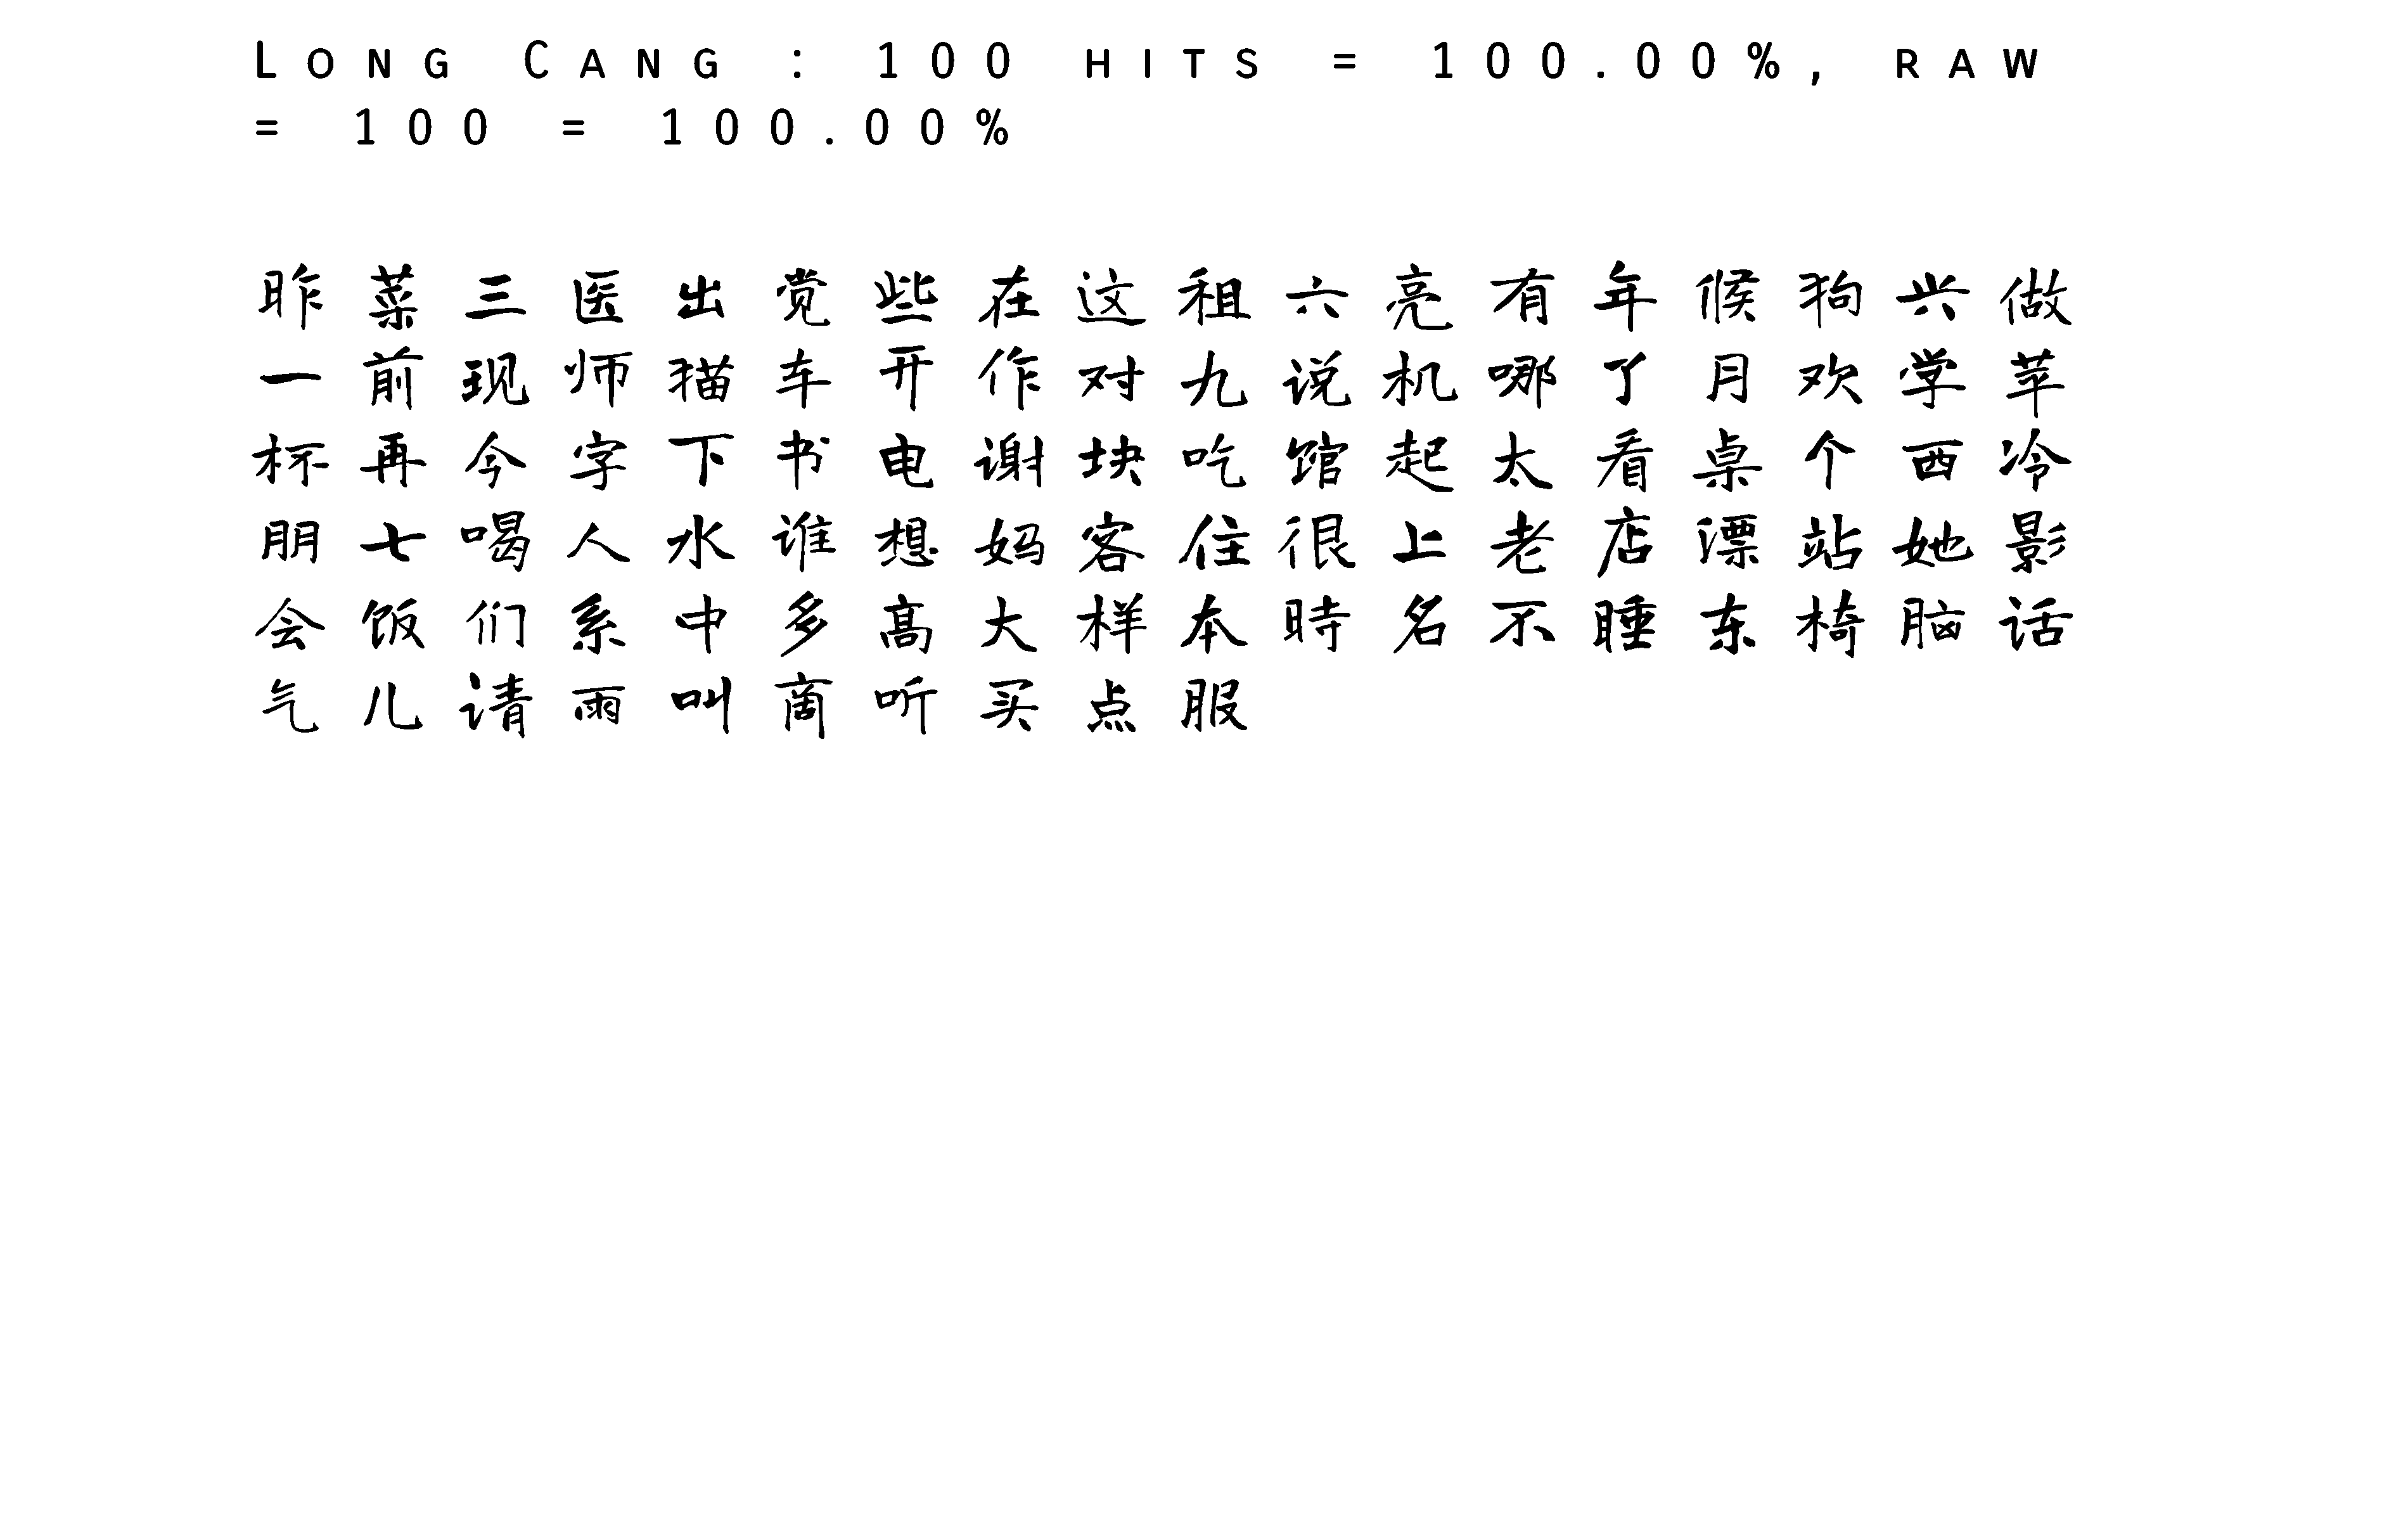 Long Cang : 100 hits = 100.00%, raw
= 100 = 100.00%
昨菜三医出觉些在这租六亮有年候狗兴做
一前现师猫车开作对九说机哪了月欢学苹
杯再今字下书电谢块吃馆起太看桌个西冷
朋七喝人水谁想妈客住很上老店漂站她影
会饭们系中多高大样本時名不睡东椅脑话
气儿请雨叫商听买点服